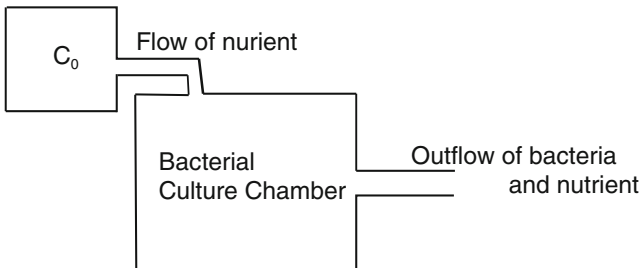 Flow of nurient
C₀
Bacterial
Culture Chamber
Outflow of bacteria
and nutrient